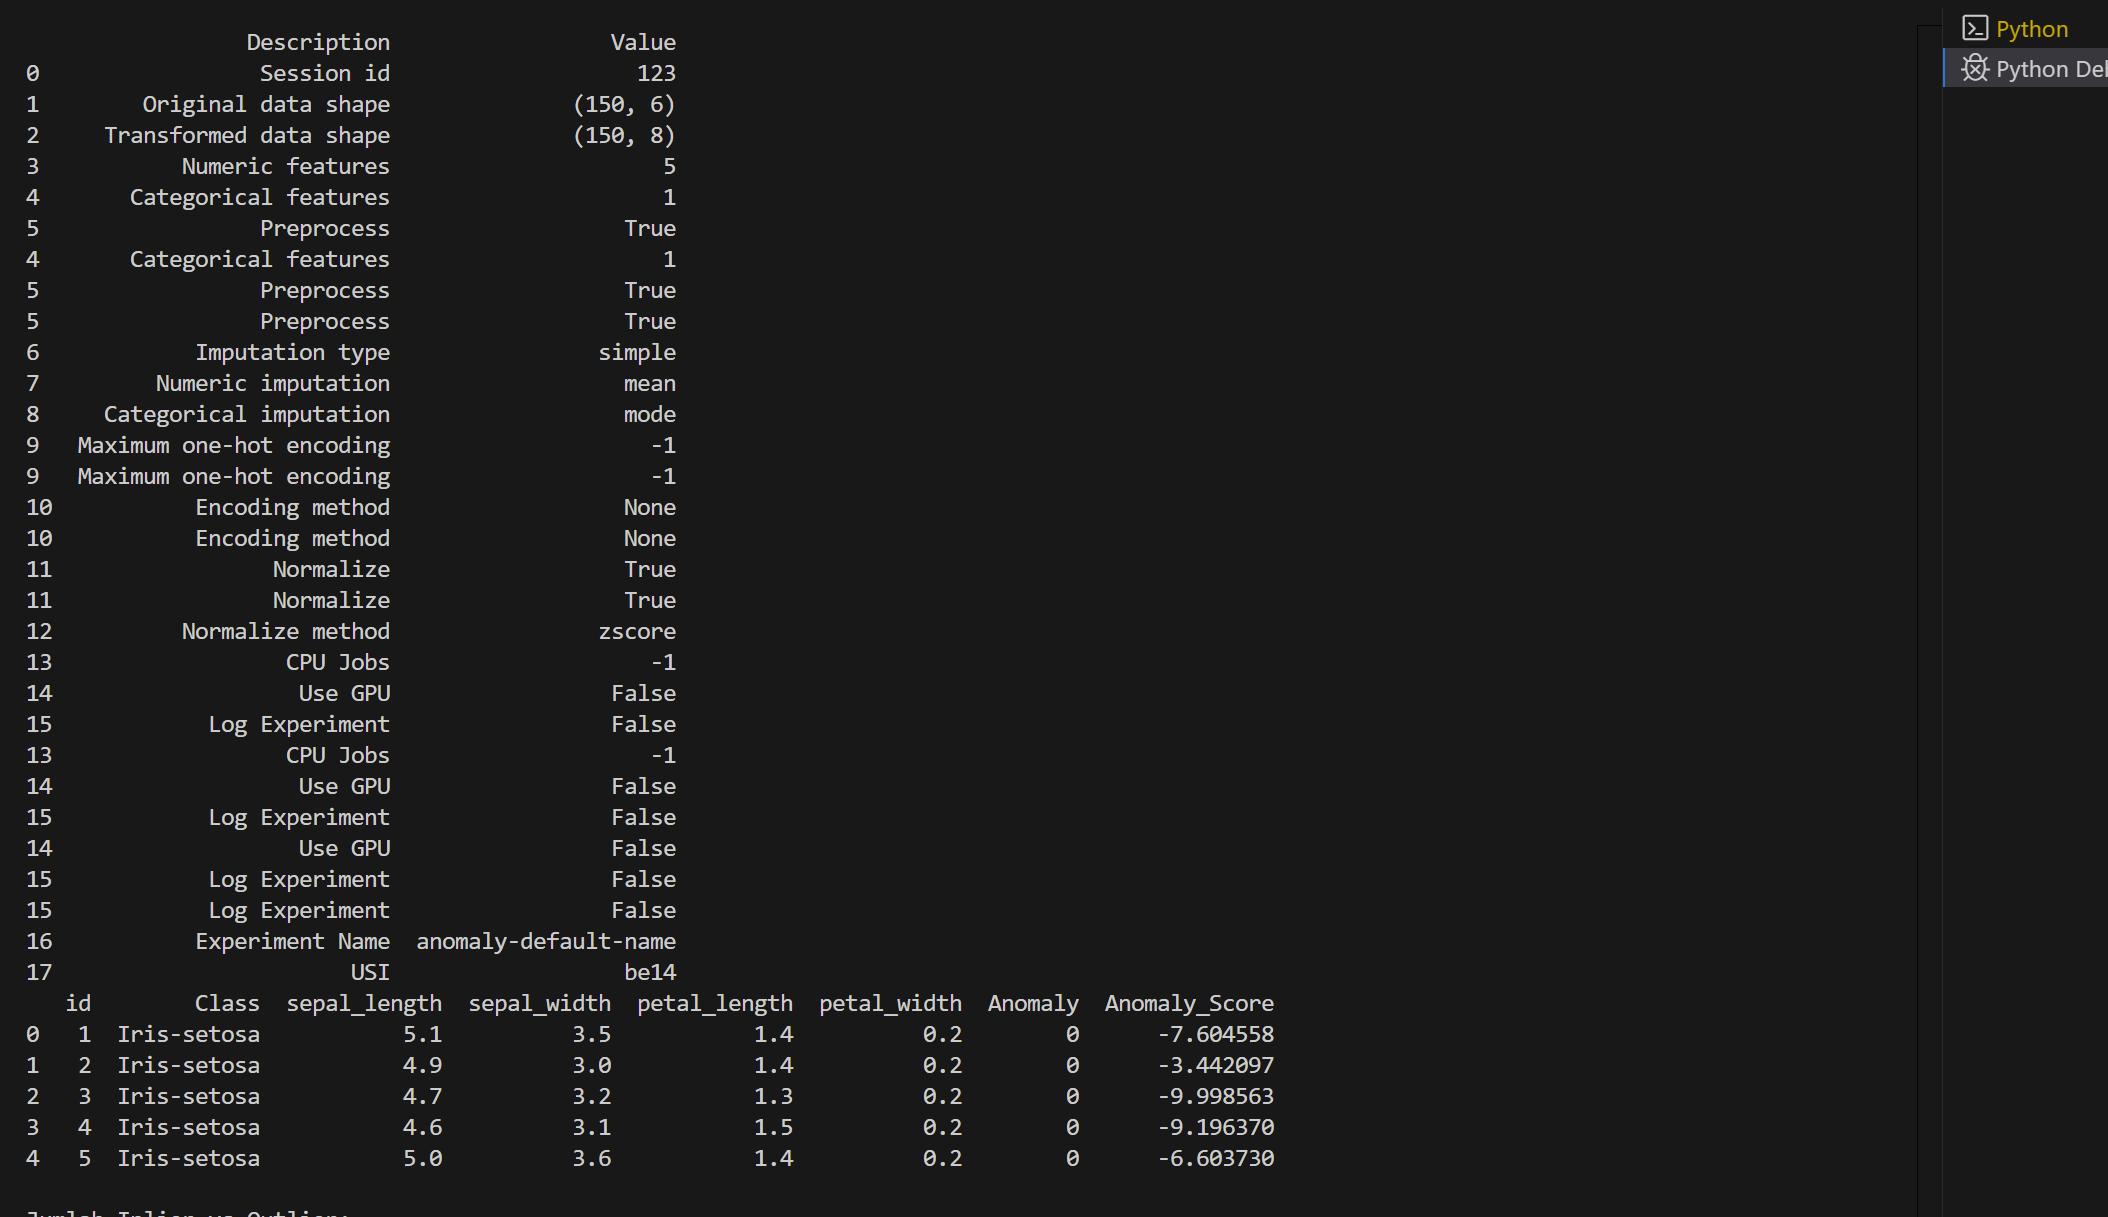 Description Value
0 Session id 123
1 Original data shape (150, 6)
2 Transformed data shape (150, 8)
3 Numeric features 5
4 Categorical features 1
5 Preprocess True
4 Categorical features 1
5 Preprocess True
5 Preprocess True
6 Imputation type simple
7 Numeric imputation mean
8 Categorical imputation mode
9 Maximum one-hot encoding -1
9 Maximum one-hot encoding -1
10 Encoding method None
10 Encoding method None
11 Normalize True
11 Normalize True
12 Normalize method zscore
13 CPU Jobs -1
14 Use GPU False
15 Log Experiment False
13 CPU Jobs -1
14 Use GPU False
15 Log Experiment False
14 Use GPU False
15 Log Experiment False
15 Log Experiment False
16 Experiment Name anomaly-default-name
17 USI be14
id Class sepal_length sepal_width petal_length petal_width Anomaly Anomaly_Score
0 1 Iris-setosa 5.1 3.5 1.4 0.2 0 -7.604558
1 2 Iris-setosa 4.9 3.0 1.4 0.2 0 -3.442097
2 3 Iris-setosa 4.7 3.2 1.3 0.2 0 -9.998563
3 4 Iris-setosa 4.6 3.1 1.5 0.2 0 -9.196370
4 5 Iris-setosa 5.0 3.6 1.4 0.2 0 -6.603730
Python
Python De